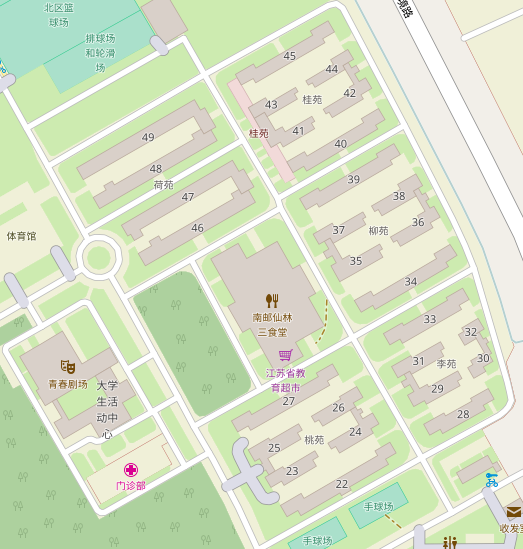 北区篮
球场
排球场
和轮滑
场
境路
45
44
43
42
桂苑
桂苑
41
40
49
48
荷苑
47
46
39
38
37
36
柳苑
35
34
体育馆
南邮仙林
三食堂
33
32
31
30
李苑
29
28
江苏省教
育超市
青春剧场
大学
生活
动中
心
27
26
25
24
桃苑
23
22
门诊部
手球场
手球场
收发室